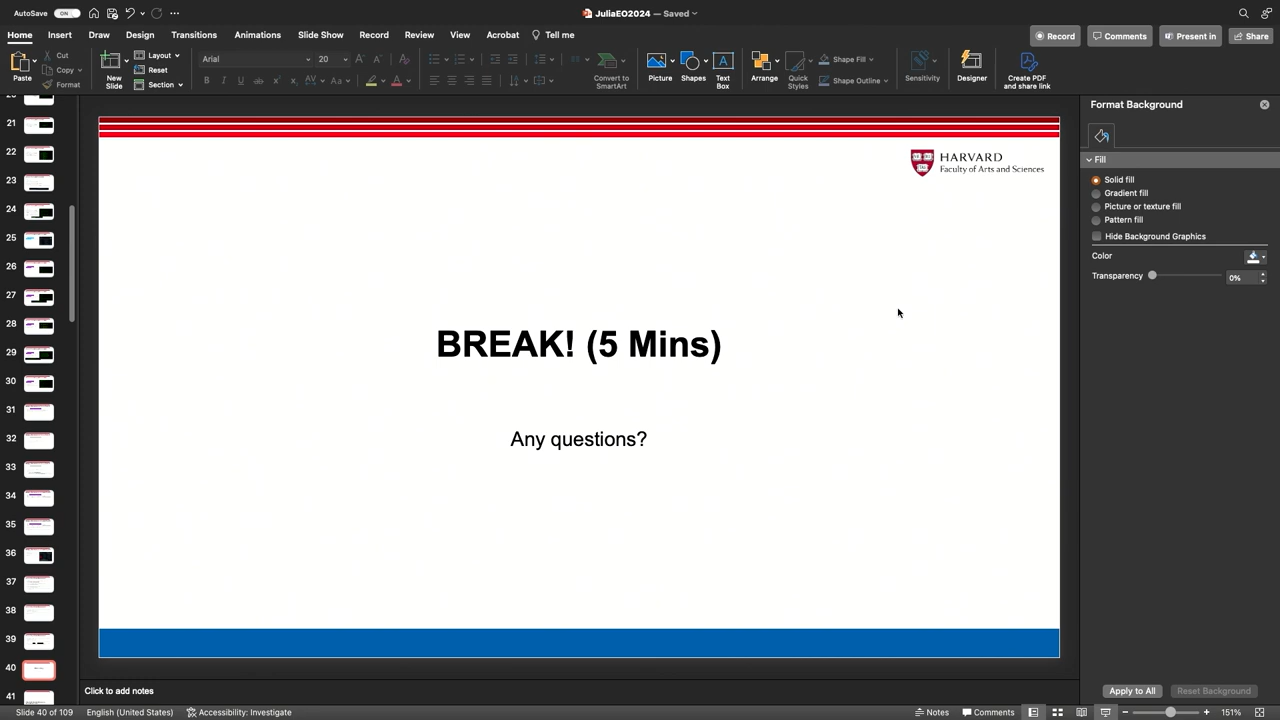 AutoSave ON
JuliaEO2024 — Saved
Home Insert Draw Design Transitions Animations Slide Show Record Review View Acrobat Tell me
Record Comments Present in Share
Paste
Cut
Copy
Format
New Slide
Layout
Reset
Section
Arial 20
Convert to SmartArt
Picture
Shapes
Text Box
Arrange
Quick Styles
Shape Fill
Shape Outline
Sensitivity
Designer
Create PDF and share link
21
22
23
24
25
26
27
28
30
31
32
33
34
35
36
37
38
39
40
41
HARVARD
Faculty of Arts and Sciences
BREAK! (5 Mins)
Any questions?
Format Background
Fill
Solid fill
Gradient fill
Picture or texture fill
Pattern fill
Hide Background Graphics
Color
Transparency 0%
Apply to All Reset Background
Click to add notes
Slide 40 of 109 English (United States) Accessibility: Investigate
Notes Comments 151%